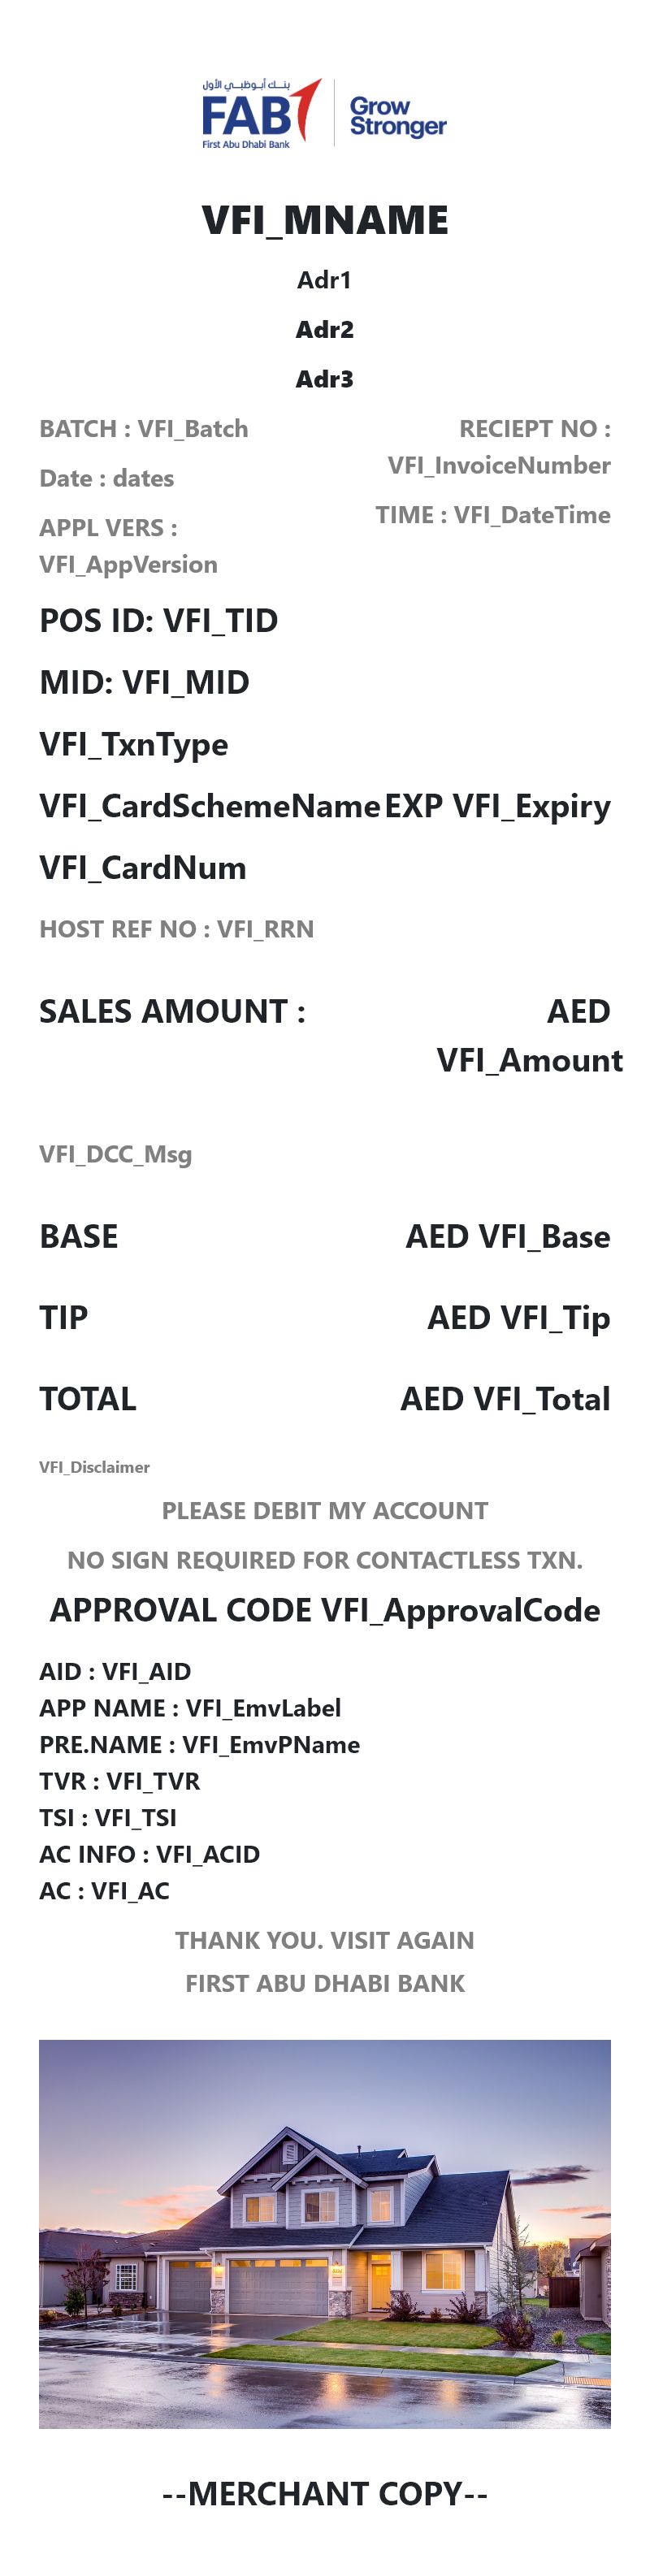 بنــك أبـوظبــي الأول
FAB
First Abu Dhabi Bank
Grow
Stronger
VFI_MNAME
Adr1
Adr2
Adr3
BATCH : VFI_Batch
Date : dates
APPL VERS :
VFI_AppVersion
RECIEPT NO :
VFI_InvoiceNumber
TIME : VFI_DateTime
POS ID: VFI_TID
MID: VFI_MID
VFI_TxnType
VFI_CardSchemeName EXP VFI_Expiry
VFI_CardNum
HOST REF NO : VFI_RRN
SALES AMOUNT : AED
VFI_Amount
VFI_DCC_Msg
BASE AED VFI_Base
TIP AED VFI_Tip
TOTAL AED VFI_Total
VFI_Disclaimer
PLEASE DEBIT MY ACCOUNT
NO SIGN REQUIRED FOR CONTACTLESS TXN.
APPROVAL CODE VFI_ApprovalCode
AID : VFI_AID
APP NAME : VFI_EmvLabel
PRE.NAME : VFI_EmvPName
TVR : VFI_TVR
TSI : VFI_TSI
AC INFO : VFI_ACID
AC : VFI_AC
THANK YOU. VISIT AGAIN
FIRST ABU DHABI BANK
--MERCHANT COPY--